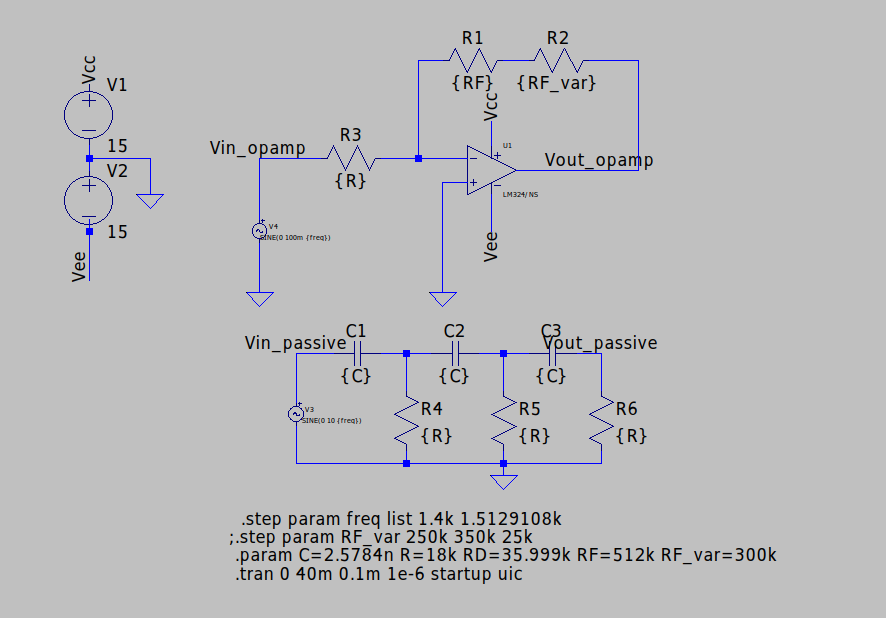 Vcc
V1
15
V2
15
Vee
R1
{RF}
R2
{RF_var}
Vcc
U1
Vin_opamp
R3
{R}
Vout_opamp
LM324/NS
V4
SINE(0 100m {freq})
Vee
Vin_passive
C1
{C}
C2
{C}
C3
{C}
Vout_passive
V3
SINE(0 10 {freq})
R4
{R}
R5
{R}
R6
{R}
.step param freq list 1.4k 1.5129108k
;.step param RF_var 250k 350k 25k
.param C=2.5784n R=18k RD=35.999k RF=512k RF_var=300k
.tran 0 40m 0.1m 1e-6 startup uic